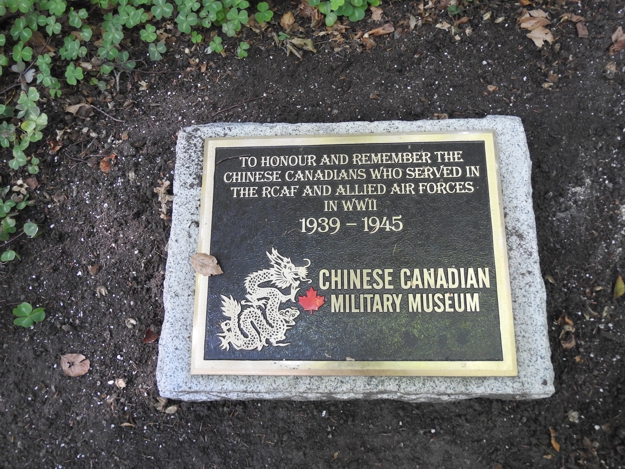 TO HONOUR AND REMEMBER THE
CHINESE CANADIANS WHO SERVED IN
THE RCAF AND ALLIED AIR FORCES
IN WWII
1939 – 1945
CHINESE CANADIAN
MILITARY MUSEUM